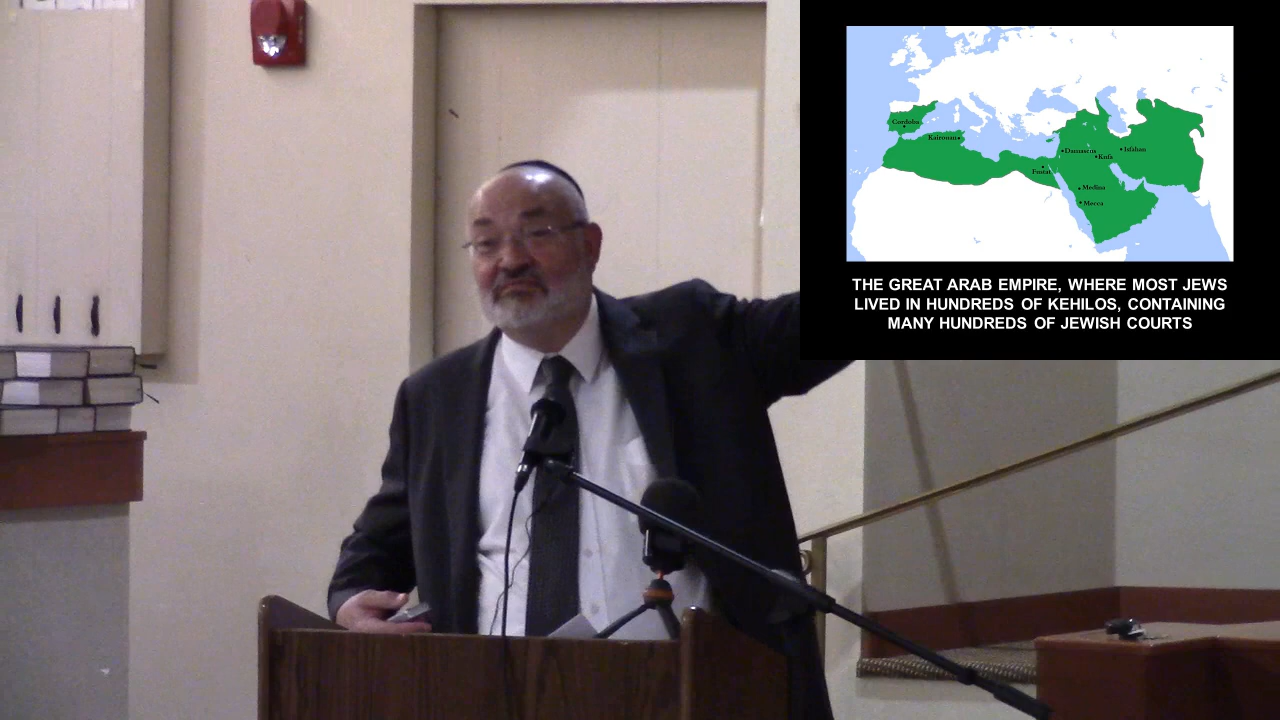 Cordoba
Kairouan
Damascus
Kufa
Isfahan
Fustat
Medina
Mecca
THE GREAT ARAB EMPIRE, WHERE MOST JEWS
LIVED IN HUNDREDS OF KEHILOS, CONTAINING
MANY HUNDREDS OF JEWISH COURTS